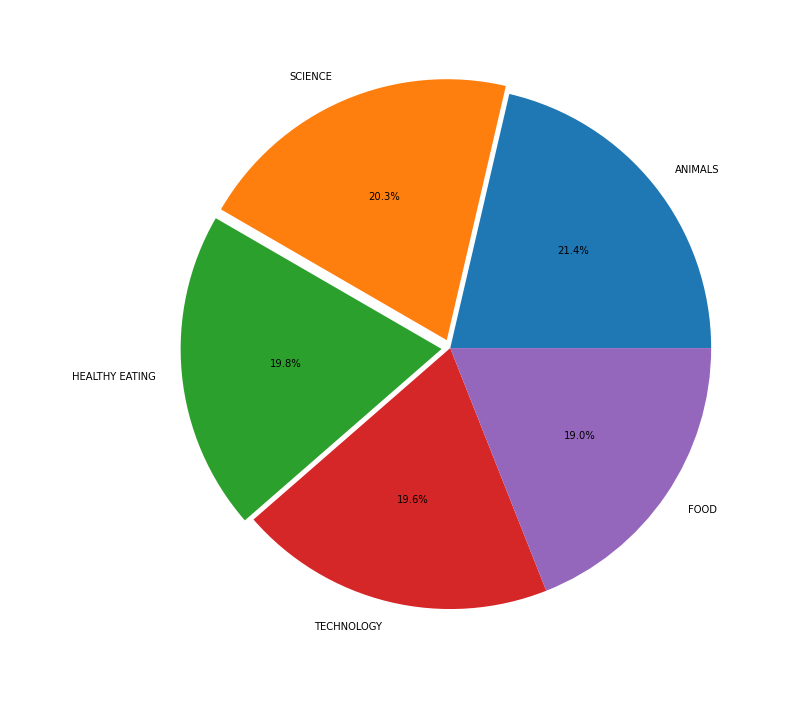 SCIENCE
ANIMALS
20.3%
21.4%
19.8%
HEALTHY EATING
19.0%
19.6%
FOOD
TECHNOLOGY